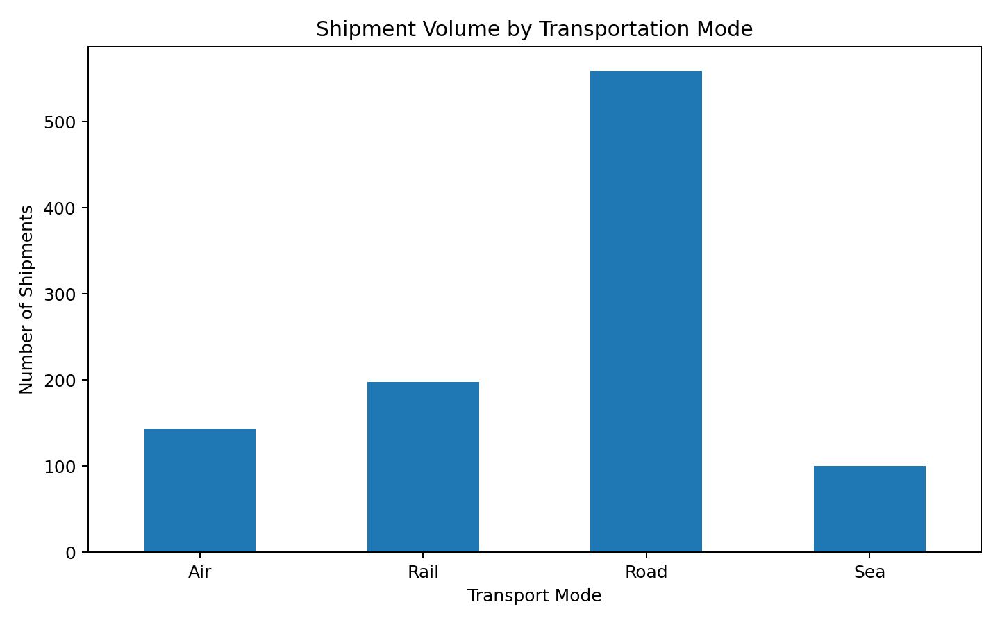 Shipment Volume by Transportation Mode
Number of Shipments
500
400
300
200
100
0
Air Rail Road Sea
Transport Mode